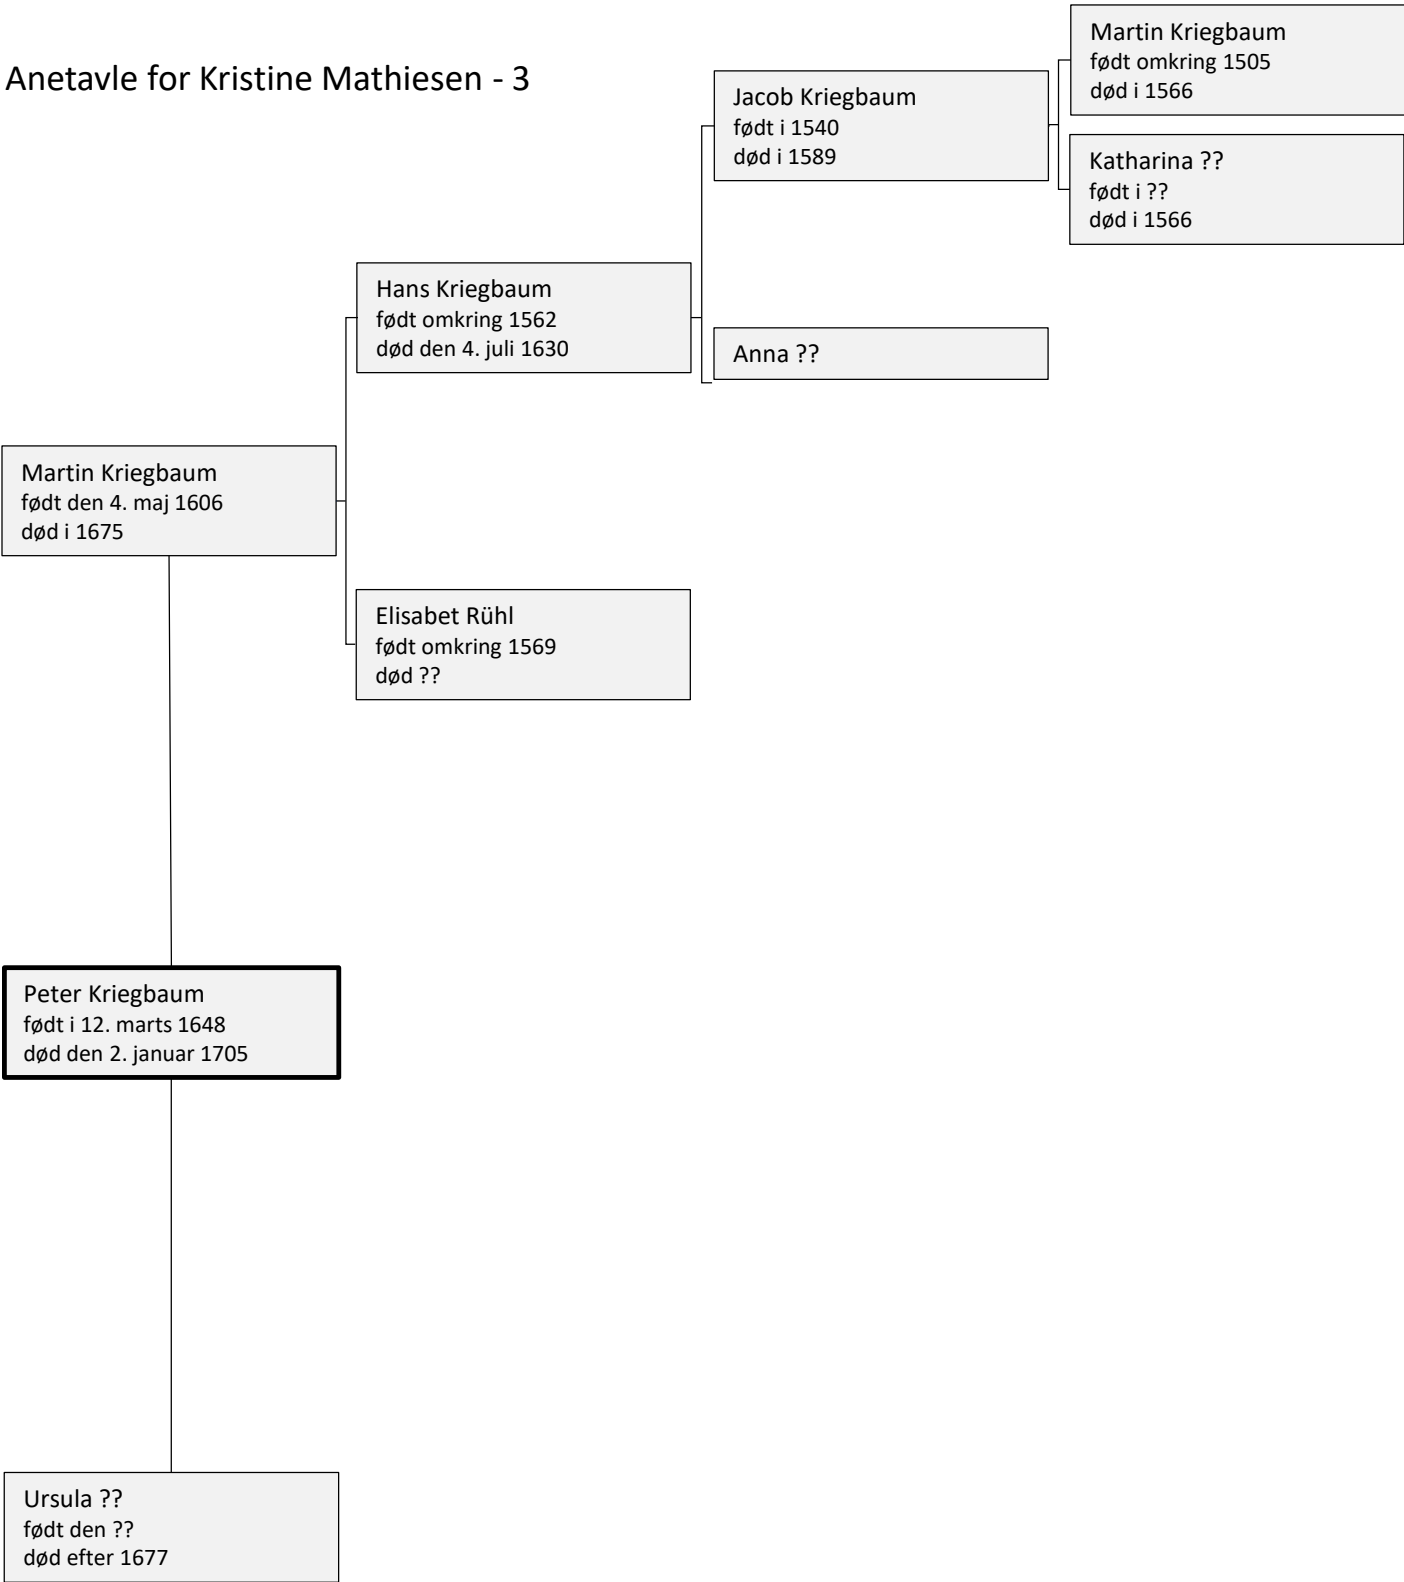 Anetavle for Kristine Mathiesen - 3
Martin Kriegbaum
født omkring 1505
død i 1566
Jacob Kriegbaum
født i 1540
død i 1589
Katharina ??
født i ??
død i 1566
Hans Kriegbaum
født omkring 1562
død den 4. juli 1630
Anna ??
Martin Kriegbaum
født den 4. maj 1606
død i 1675
Elisabet Rühl
født omkring 1569
død ??
Peter Kriegbaum
født i 12. marts 1648
død den 2. januar 1705
Ursula ??
født den ??
død efter 1677